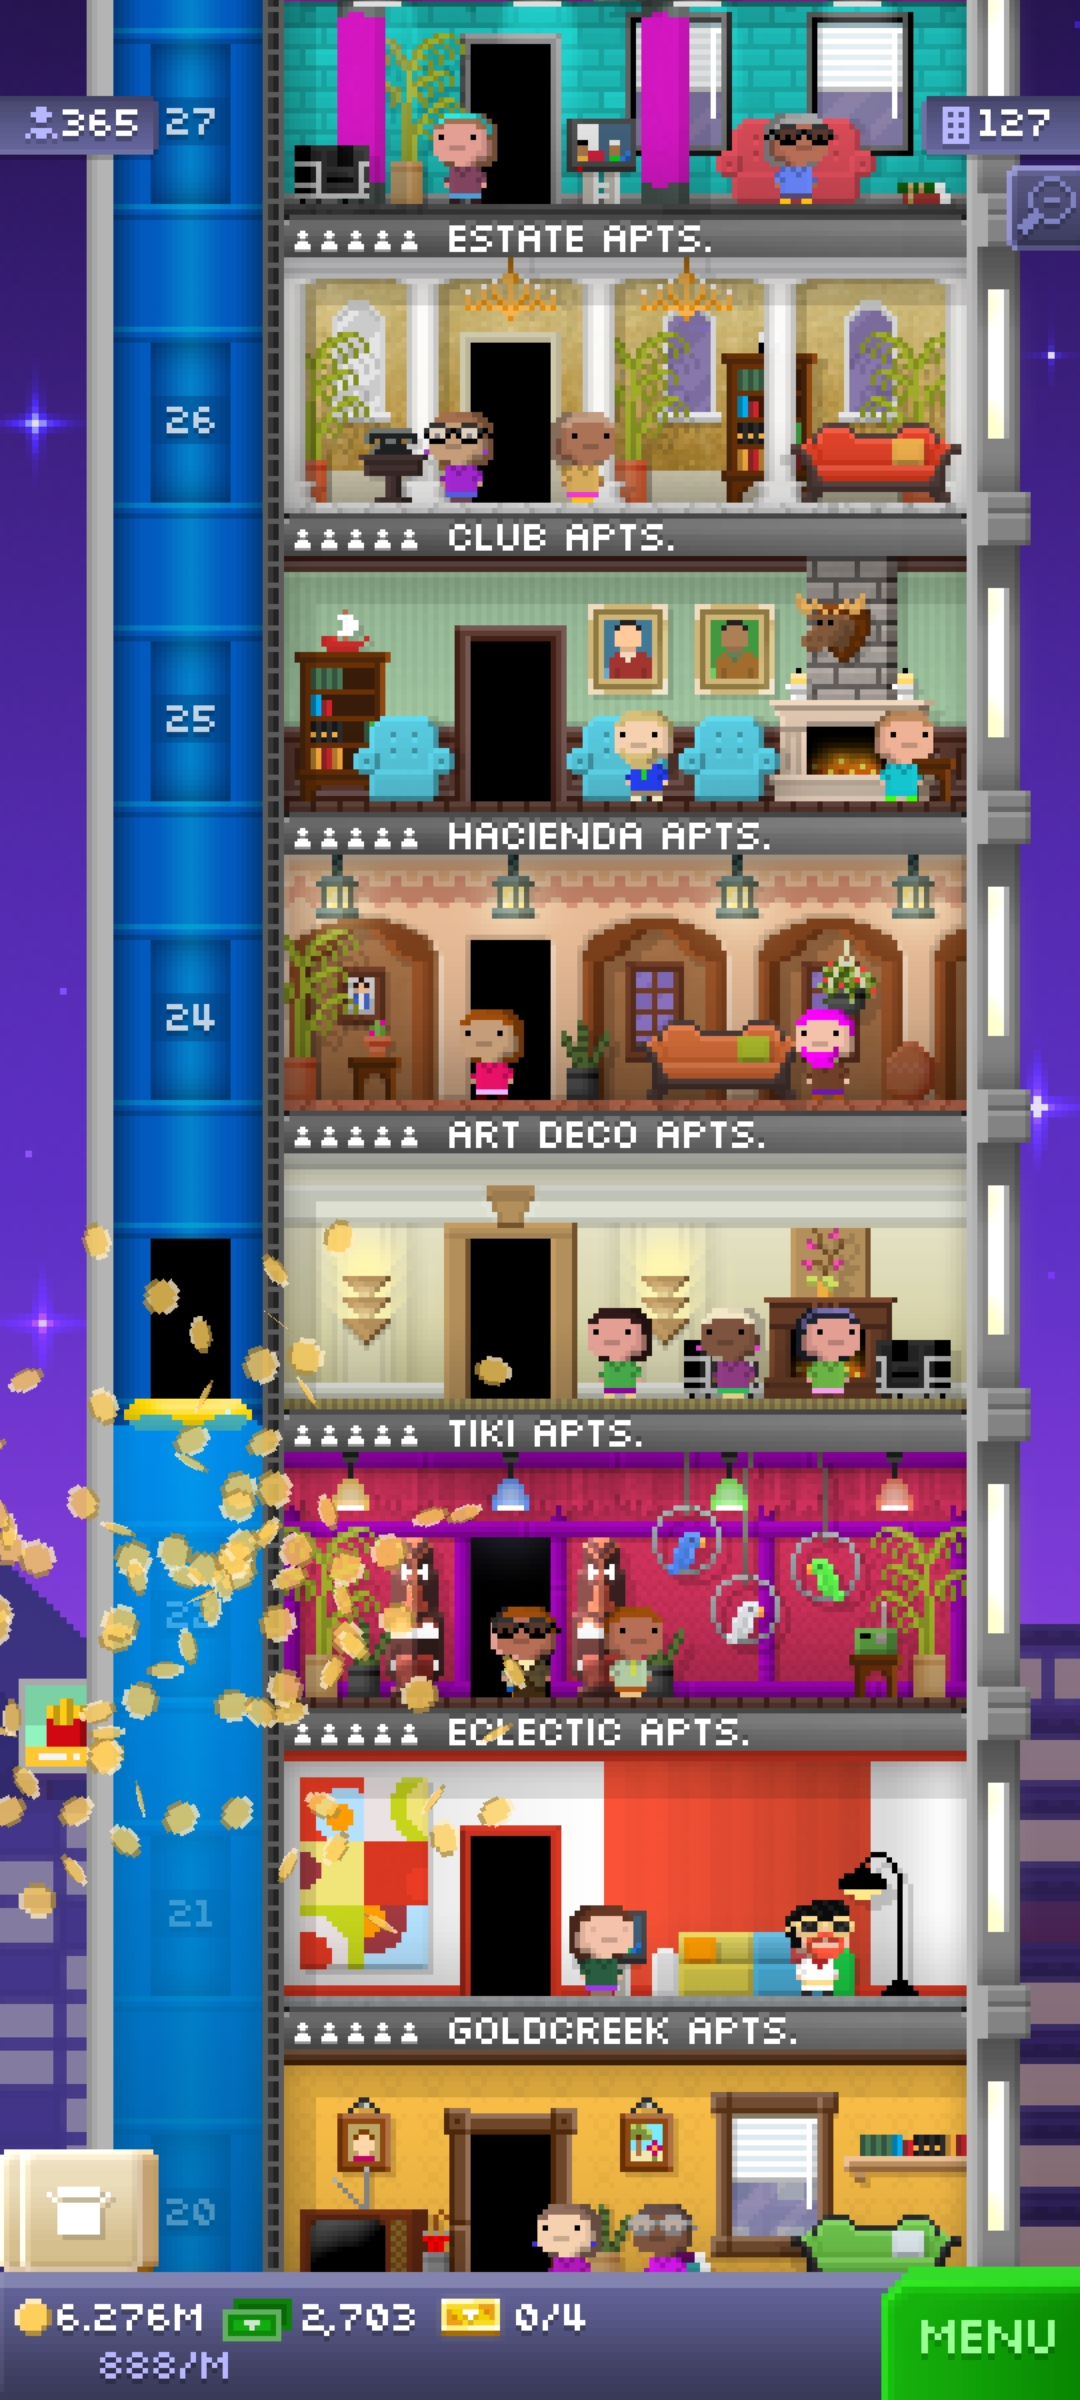 27
365
127
ESTATE APTS.
26
CLUB APTS.
25
HACIENDA APTS.
24
ART DECO APTS.
TIKI APTS.
22
ECLECTIC APTS.
21
GOLDCREEK APTS.
20
6.276M 2,703 0/4
888/M
MENU